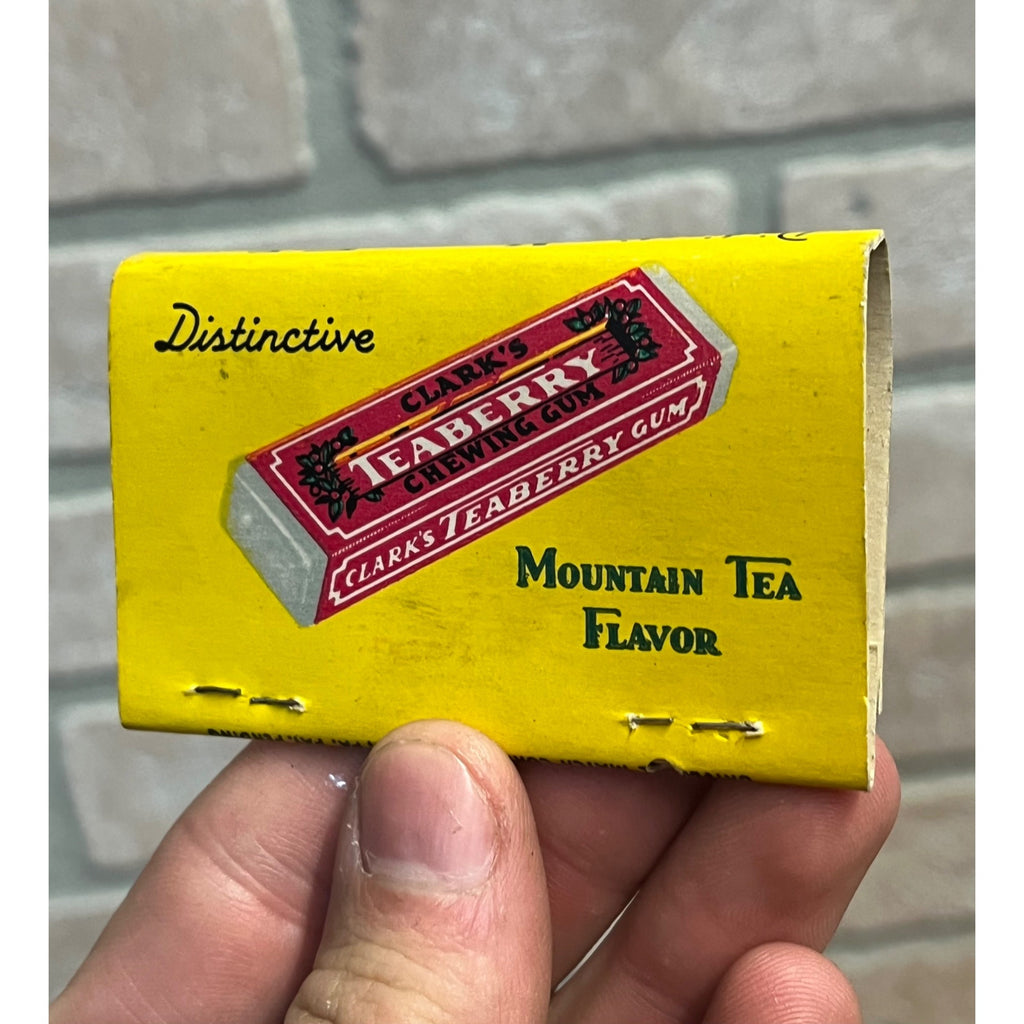 Distinctive
CLARK'S
TEABERRY
CHEWING GUM
CLARK'S TEABERRY GUM
MOUNTAIN TEA
FLAVOR